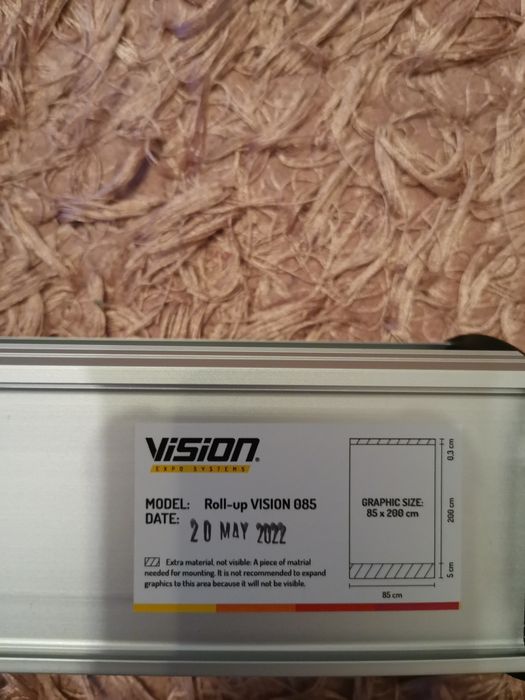 ViSiON®
EXPO SYSTEMS
MODEL: Roll-up VISION 085
DATE: 20 MAY 2022
Extra material, not visible. A piece of matrial
needed for mounting. It is not recommended to expand
graphics to this area because it will not be visible.
GRAPHIC SIZE:
85 x 200 cm
0,3 cm
200 cm
5 cm
85 cm